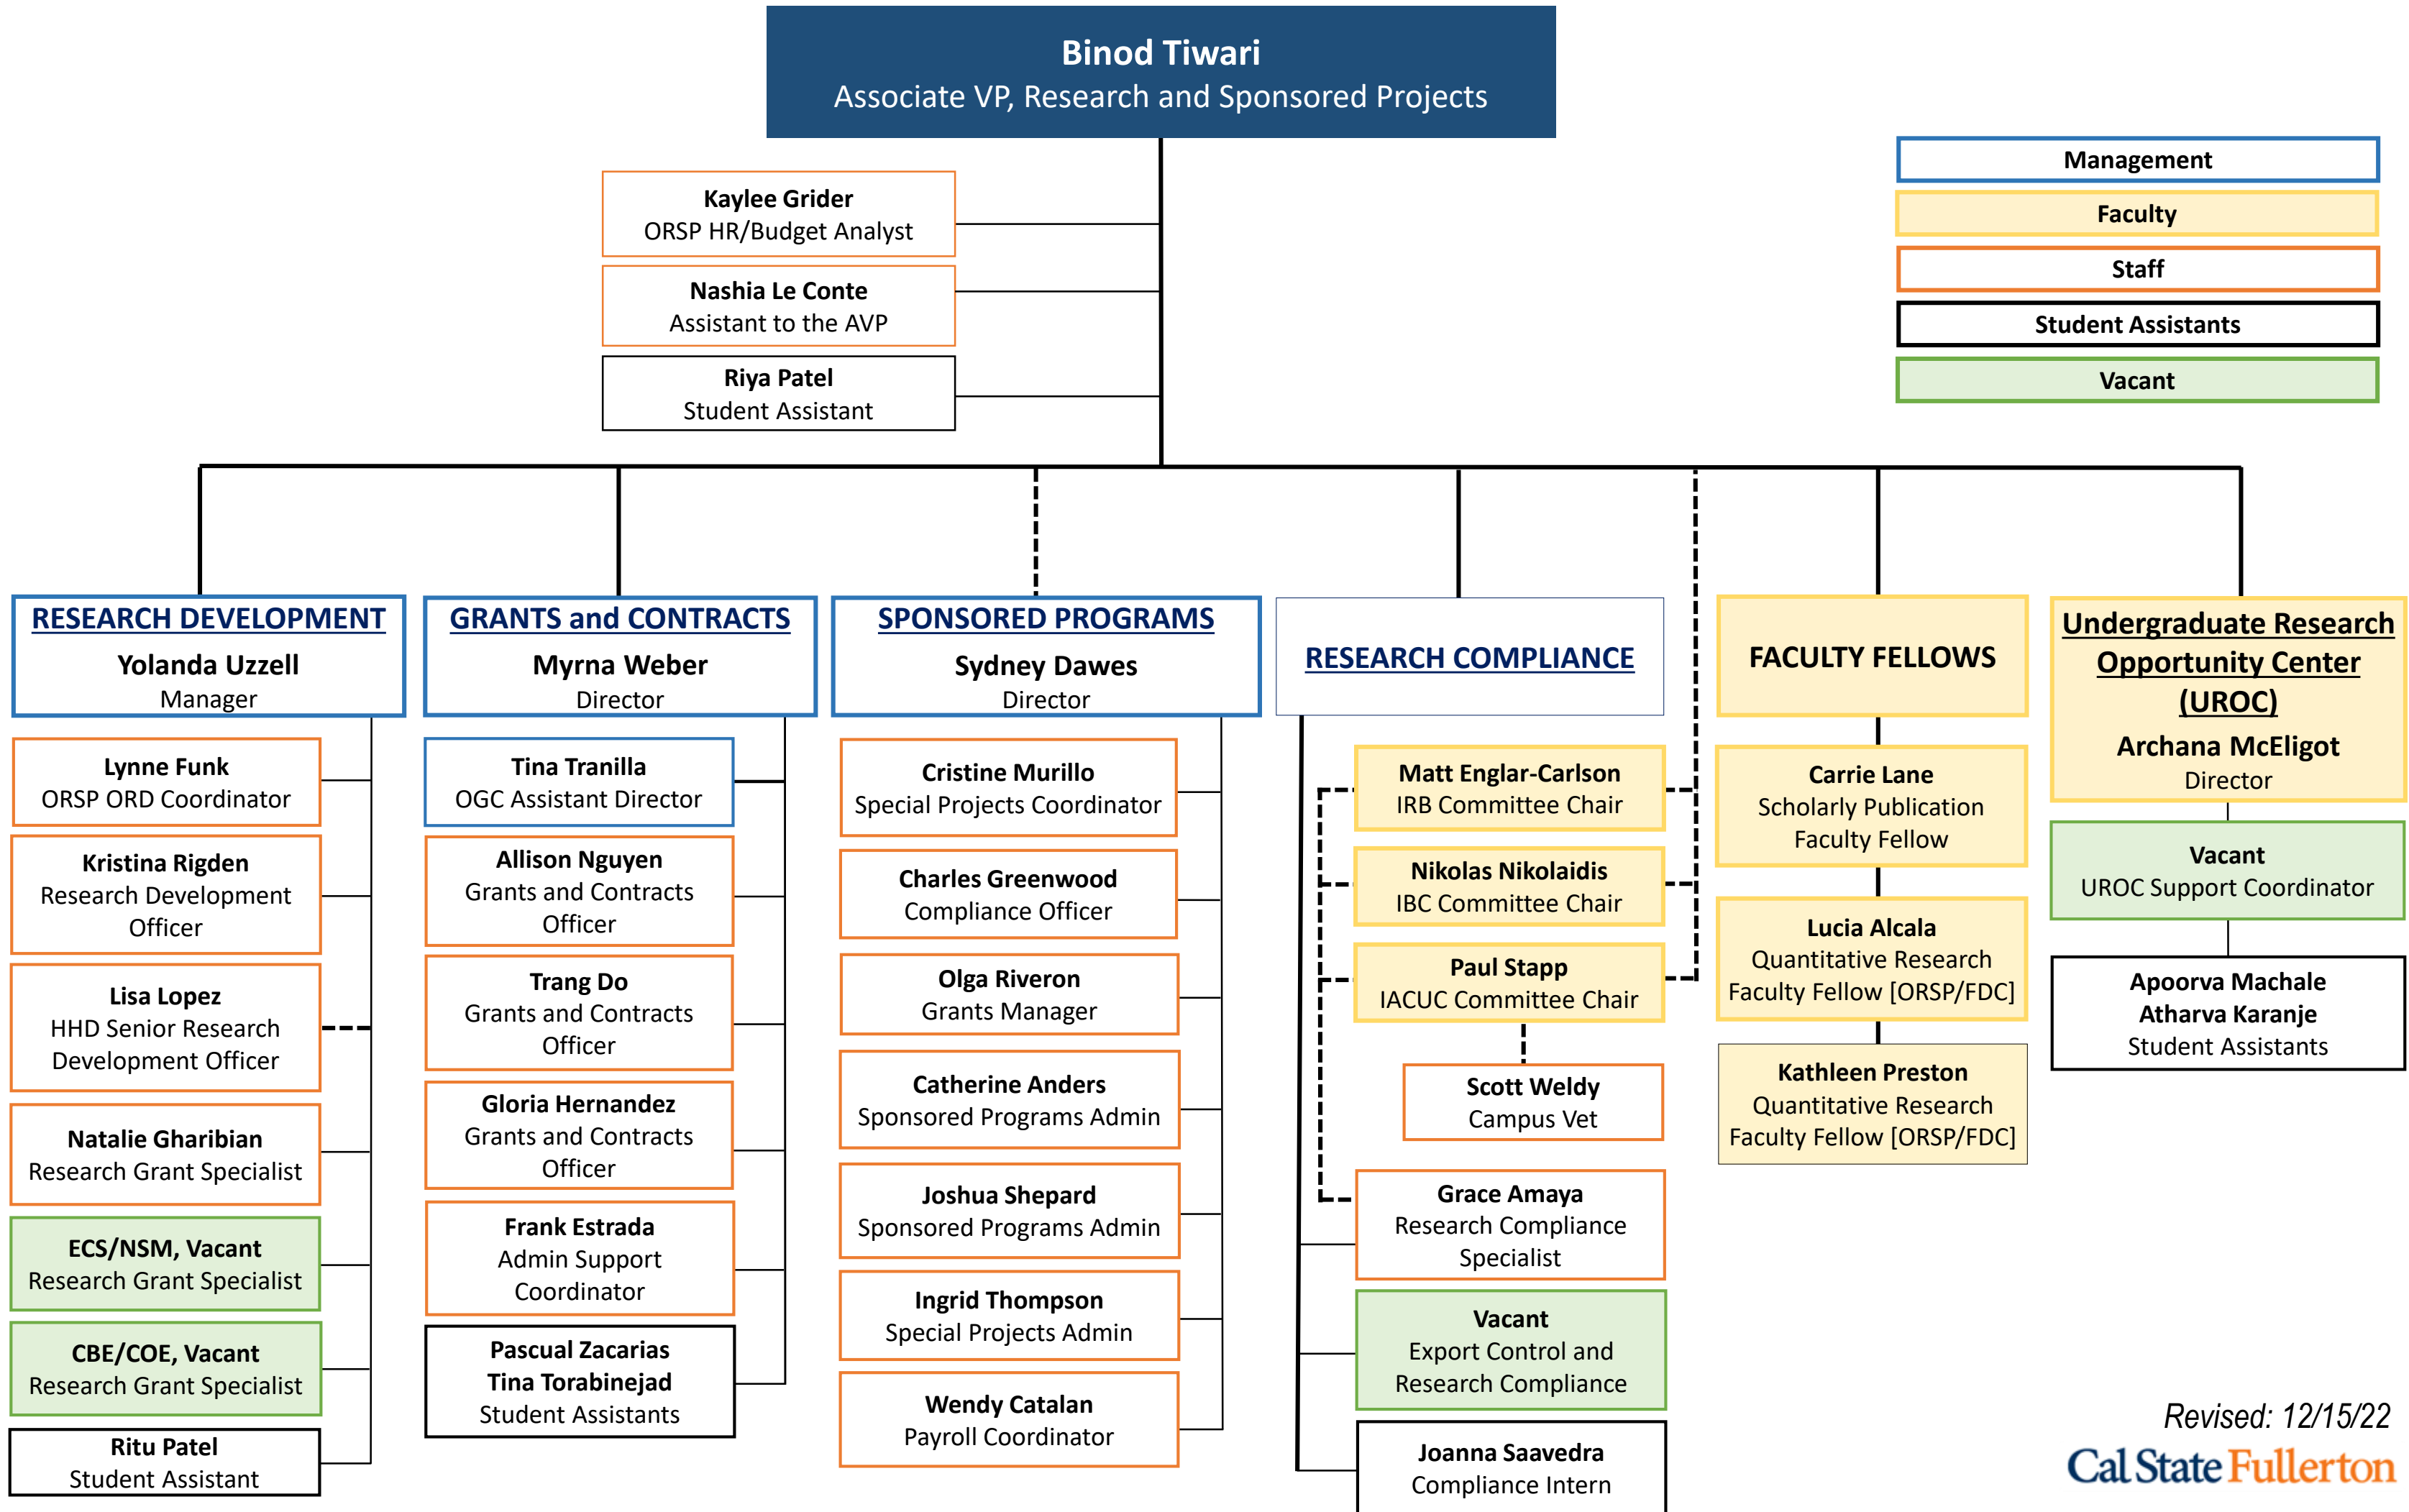 Binod Tiwari
Associate VP, Research and Sponsored Projects
Kaylee Grider
ORSP HR/Budget Analyst
Nashia Le Conte
Assistant to the AVP
Riya Patel
Student Assistant
Management
Faculty
Staff
Student Assistants
Vacant
RESEARCH DEVELOPMENT
Yolanda Uzzell
Manager
Lynne Funk
ORSP ORD Coordinator
Kristina Rigden
Research Development
Officer
Lisa Lopez
HHD Senior Research
Development Officer
Natalie Gharibian
Research Grant Specialist
ECS/NSM, Vacant
Research Grant Specialist
CBE/COE, Vacant
Research Grant Specialist
Ritu Patel
Student Assistant
GRANTS and CONTRACTS
Myrna Weber
Director
Tina Tranilla
OGC Assistant Director
Allison Nguyen
Grants and Contracts
Officer
Trang Do
Grants and Contracts
Officer
Gloria Hernandez
Grants and Contracts
Officer
Frank Estrada
Admin Support
Coordinator
Pascual Zacarias
Tina Torabinejad
Student Assistants
SPONSORED PROGRAMS
Sydney Dawes
Director
Cristine Murillo
Special Projects Coordinator
Charles Greenwood
Compliance Officer
Olga Riveron
Grants Manager
Catherine Anders
Sponsored Programs Admin
Joshua Shepard
Sponsored Programs Admin
Ingrid Thompson
Special Projects Admin
Wendy Catalan
Payroll Coordinator
RESEARCH COMPLIANCE
Matt Englar-Carlson
IRB Committee Chair
Nikolas Nikolaidis
IBC Committee Chair
Paul Stapp
IACUC Committee Chair
Scott Weldy
Campus Vet
Grace Amaya
Research Compliance
Specialist
Vacant
Export Control and
Research Compliance
Joanna Saavedra
Compliance Intern
FACULTY FELLOWS
Carrie Lane
Scholarly Publication
Faculty Fellow
Lucia Alcala
Quantitative Research
Faculty Fellow [ORSP/FDC]
Kathleen Preston
Quantitative Research
Faculty Fellow [ORSP/FDC]
Undergraduate Research
Opportunity Center
(UROC)
Archana McEligot
Director
Vacant
UROC Support Coordinator
Apoorva Machale
Atharva Karanje
Student Assistants
Revised: 12/15/22
Cal State Fullerton